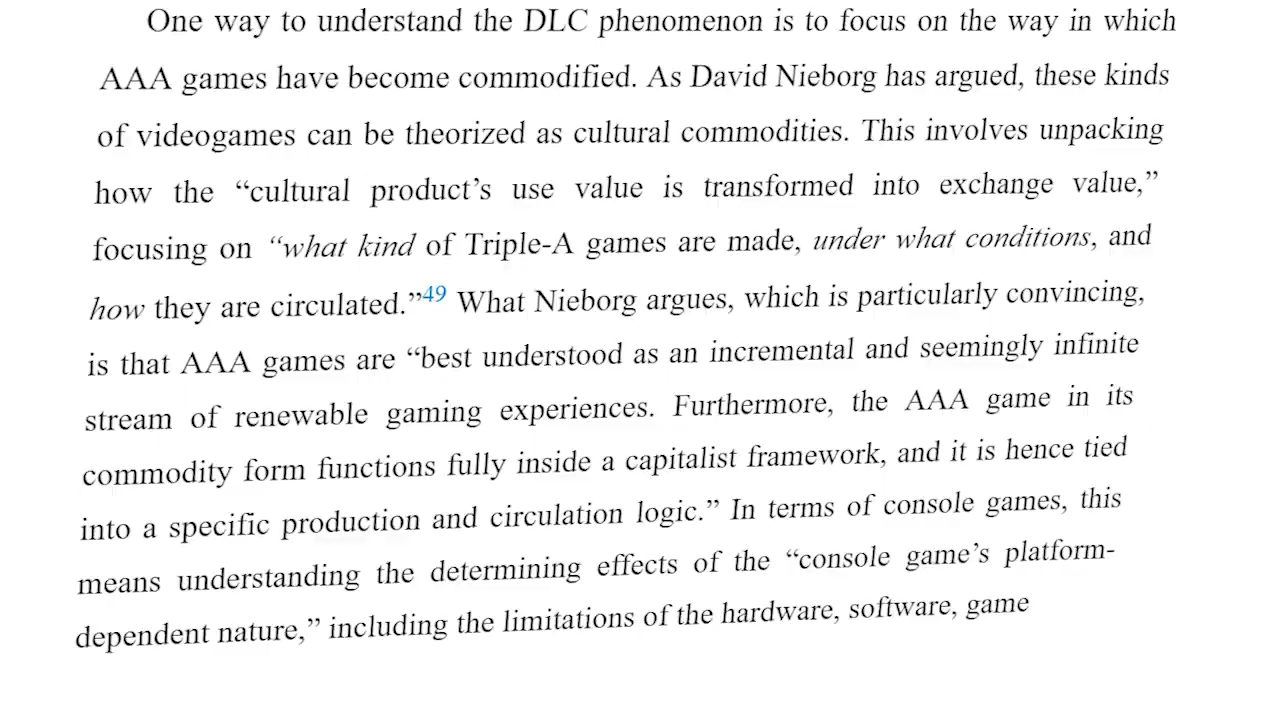 One way to understand the DLC phenomenon is to focus on the way in which
AAA games have become commodified. As David Nieborg has argued, these kinds
of videogames can be theorized as cultural commodities. This involves unpacking
how the “cultural product’s use value is transformed into exchange value,”
focusing on “what kind of Triple-A games are made, under what conditions, and
how they are circulated.”49 What Nieborg argues, which is particularly convincing,
is that AAA games are “best understood as an incremental and seemingly infinite
stream of renewable gaming experiences. Furthermore, the AAA game in its
commodity form functions fully inside a capitalist framework, and it is hence tied
into a specific production and circulation logic.” In terms of console games, this
means understanding the determining effects of the “console game’s platform-
dependent nature,” including the limitations of the hardware, software, game